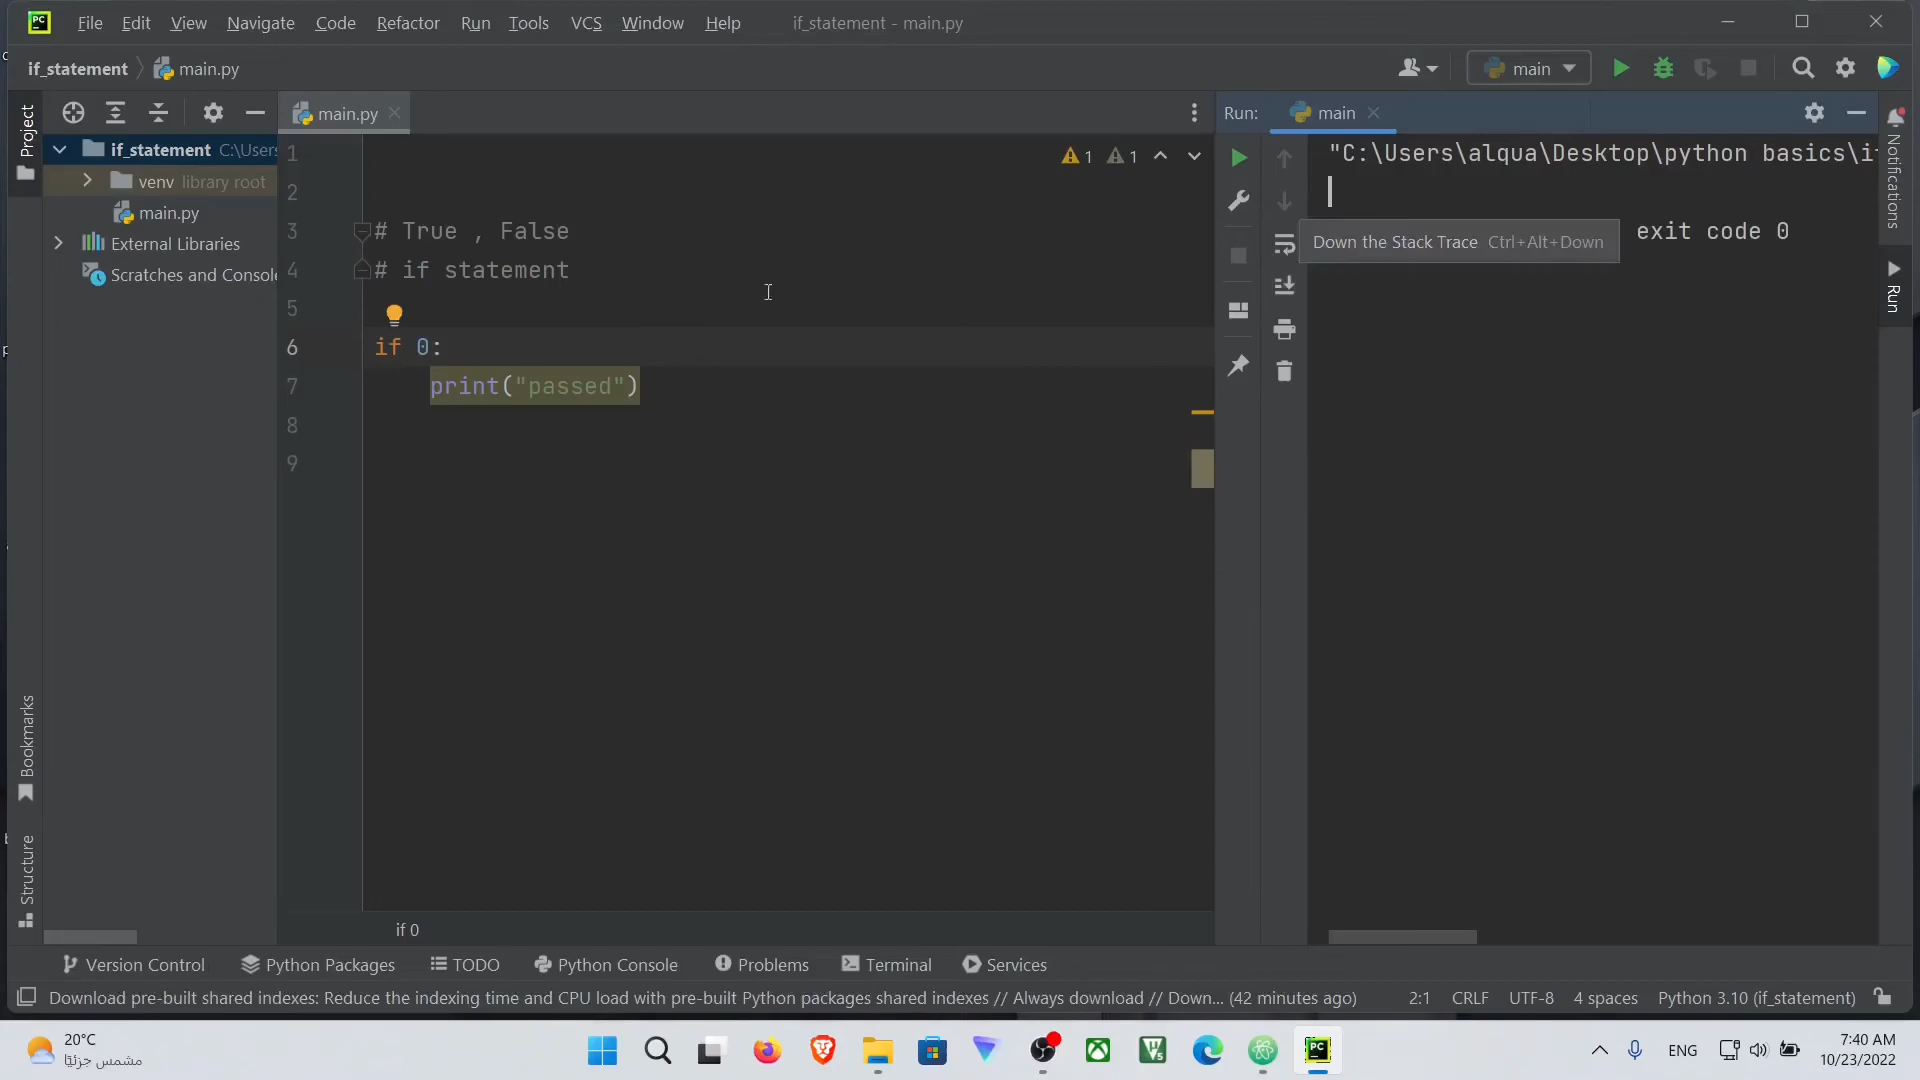 File Edit View Navigate Code Refactor Run Tools VCS Window Help if_statement - main.py
if_statement main.py main
Project
main.py
Run: main
if_statement C:\Users
venv library root
main.py
External Libraries
Scratches and Console
1
2
3 # True , False
4 # if statement
5
6 if 0:
7 print("passed")
8
9
1 1
"C:\Users\alqua\Desktop\python basics\i
Down the Stack Trace Ctrl+Alt+Down
exit code 0
Notifications
Run
Bookmarks
Structure
if 0
Version Control Python Packages TODO Python Console Problems Terminal Services
Download pre-built shared indexes: Reduce the indexing time and CPU load with pre-built Python packages shared indexes // Always download // Down... (42 minutes ago) 2:1 CRLF UTF-8 4 spaces Python 3.10 (if_statement)
20°C
مشمس جزئيًا
ENG
7:40 AM
10/23/2022